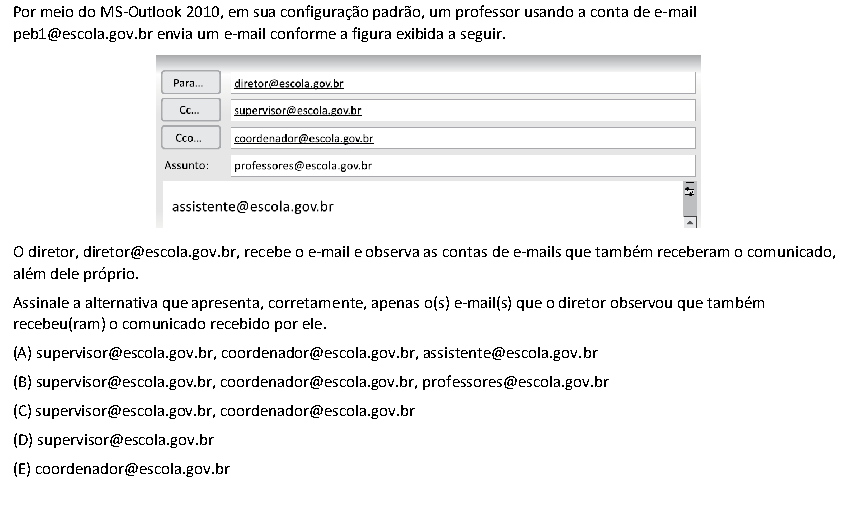 Por meio do MS-Outlook 2010, em sua configuração padrão, um professor usando a conta de e-mail
peb1@escola.gov.br envia um e-mail conforme a figura exibida a seguir.
Para... diretor@escola.gov.br
Cc... supervisor@escola.gov.br
Cco... coordenador@escola.gov.br
Assunto: professores@escola.gov.br
assistente@escola.gov.br
O diretor, diretor@escola.gov.br, recebe o e-mail e observa as contas de e-mails que também receberam o comunicado,
além dele próprio.
Assinale a alternativa que apresenta, corretamente, apenas o(s) e-mail(s) que o diretor observou que também
recebeu(ram) o comunicado recebido por ele.
(A) supervisor@escola.gov.br, coordenador@escola.gov.br, assistente@escola.gov.br
(B) supervisor@escola.gov.br, coordenador@escola.gov.br, professores@escola.gov.br
(C) supervisor@escola.gov.br, coordenador@escola.gov.br
(D) supervisor@escola.gov.br
(E) coordenador@escola.gov.br